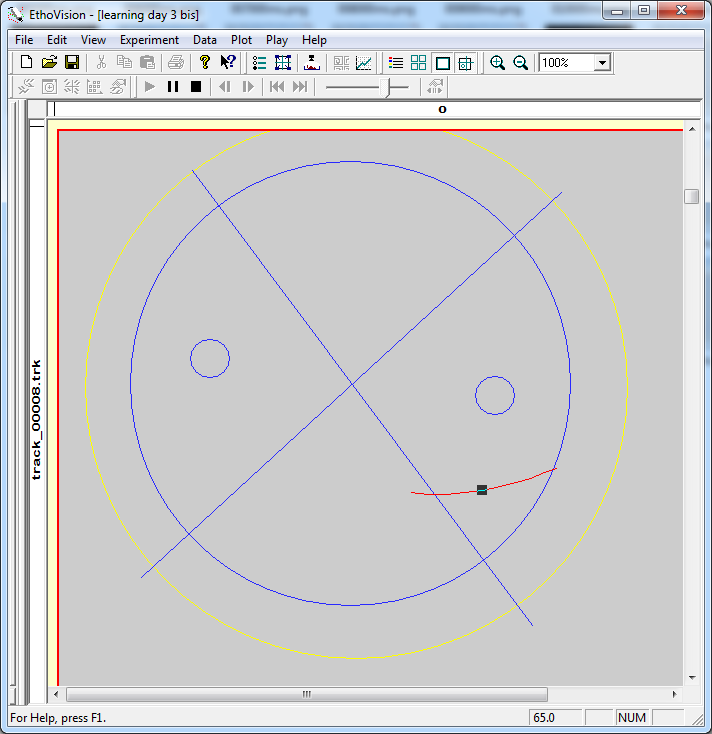 EthoVision - [learning day 3 bis]
File Edit View Experiment Data Plot Play Help
100%
O
track_00008.trk
For Help, press F1.
65.0
NUM